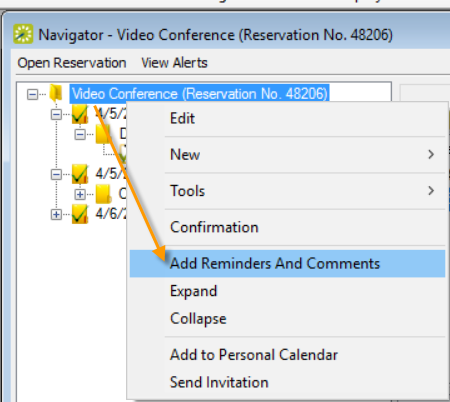 Navigator - Video Conference (Reservation No. 48206)
Open Reservation View Alerts
Video Conference (Reservation No. 48206)
4/5/2
Edit
D
New
4/5/
Tools
C
4/6/2
Confirmation
Add Reminders And Comments
Expand
Collapse
Add to Personal Calendar
Send Invitation